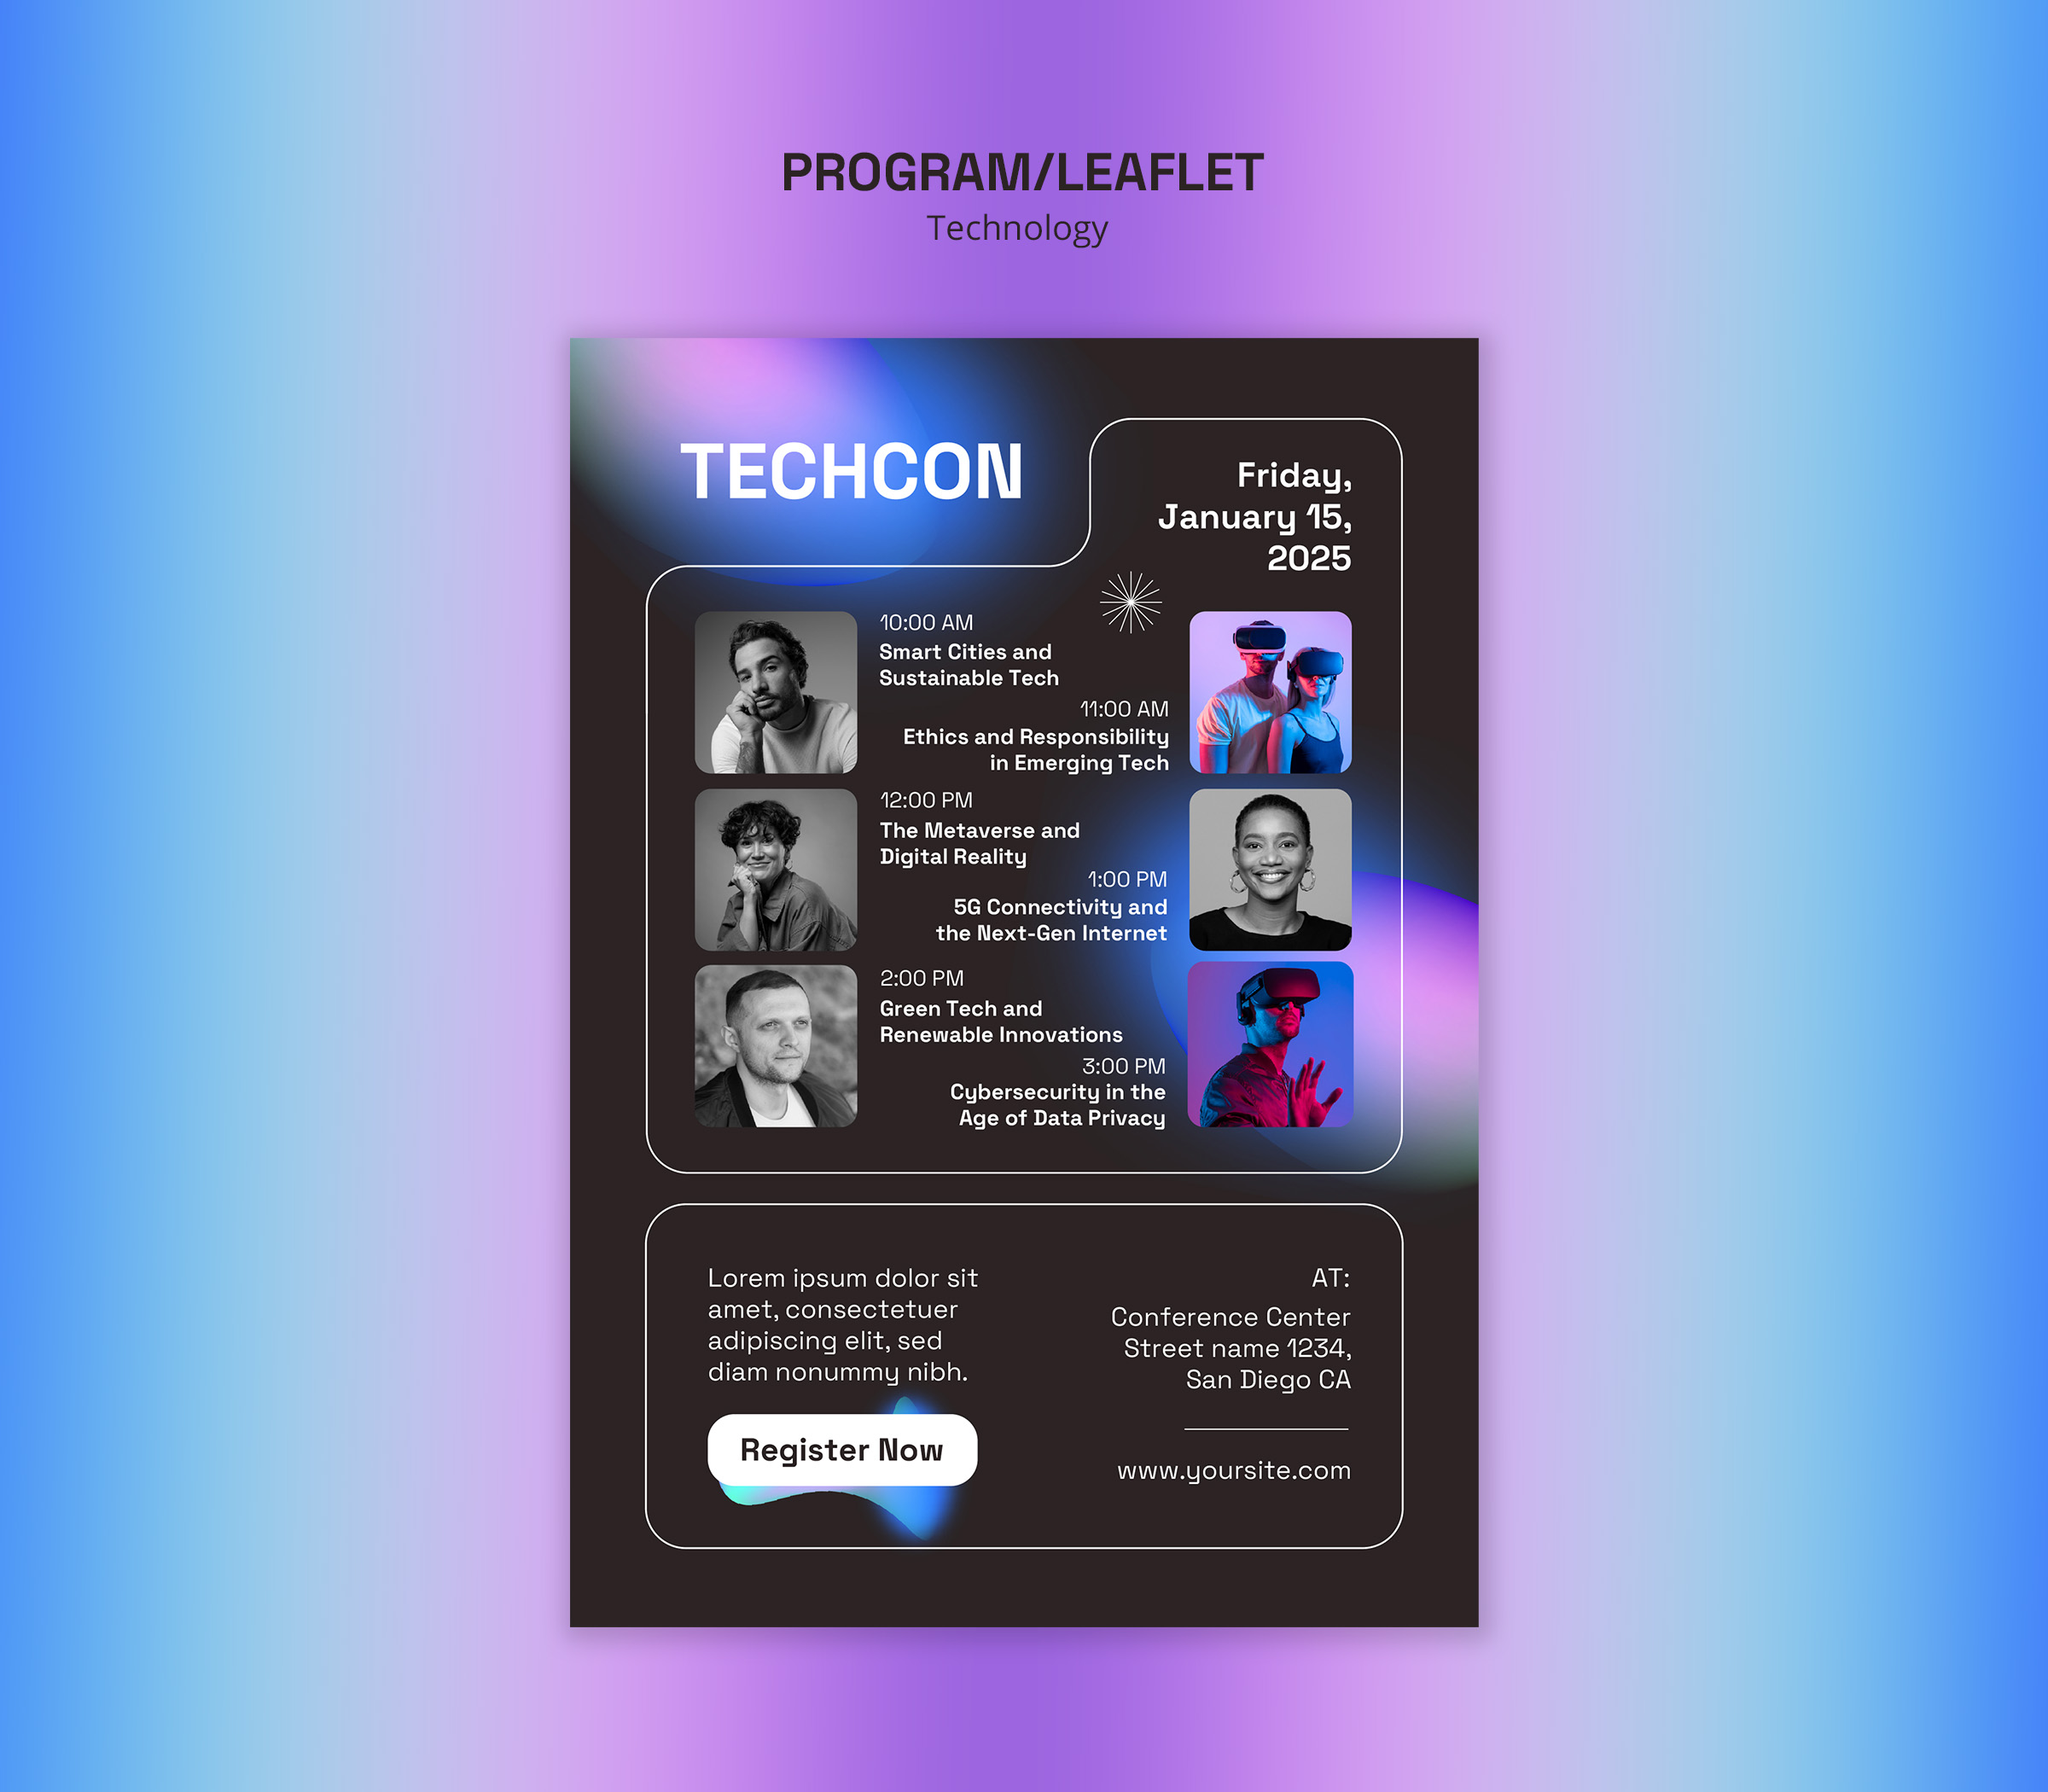 PROGRAM/LEAFLET
Technology
TECHCON
Friday,
January 15,
2025
10:00 AM
Smart Cities and
Sustainable Tech
11:00 AM
Ethics and Responsibility
in Emerging Tech
12:00 PM
The Metaverse and
Digital Reality
1:00 PM
5G Connectivity and
the Next-Gen Internet
2:00 PM
Green Tech and
Renewable Innovations
3:00 PM
Cybersecurity in the
Age of Data Privacy
Lorem ipsum dolor sit
amet, consectetuer
adipiscing elit, sed
diam nonummy nibh.
Register Now
AT:
Conference Center
Street name 1234,
San Diego CA
www.yoursite.com